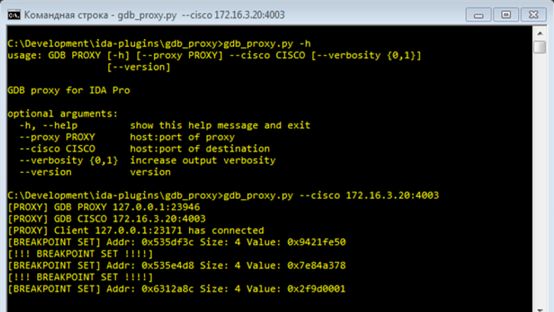 Командная строка - gdb_proxy.py --cisco 172.16.3.20:4003
C:\Development\ida-plugins\gdb_proxy>gdb_proxy.py -h
usage: GDB PROXY [-h] [--proxy PROXY] --cisco CISCO [--verbosity {0,1}]
[--version]
GDB proxy for IDA Pro
optional arguments:
-h, --help show this help message and exit
--proxy PROXY host:port of proxy
--cisco CISCO host:port of destination
--verbosity {0,1} increase output verbosity
--version version
C:\Development\ida-plugins\gdb_proxy>gdb_proxy.py --cisco 172.16.3.20:4003
[PROXY] GDB PROXY 127.0.0.1:23946
[PROXY] GDB CISCO 172.16.3.20:4003
[PROXY] Client 127.0.0.1:23171 has connected
[BREAKPOINT SET] Addr: 0x535df3c Size: 4 Value: 0x9421fe50
[!!! BREAKPOINT SET !!!!]
[BREAKPOINT SET] Addr: 0x535e4d8 Size: 4 Value: 0x7e84a378
[!!! BREAKPOINT SET !!!!]
[BREAKPOINT SET] Addr: 0x6312a8c Size: 4 Value: 0x2f9d0001